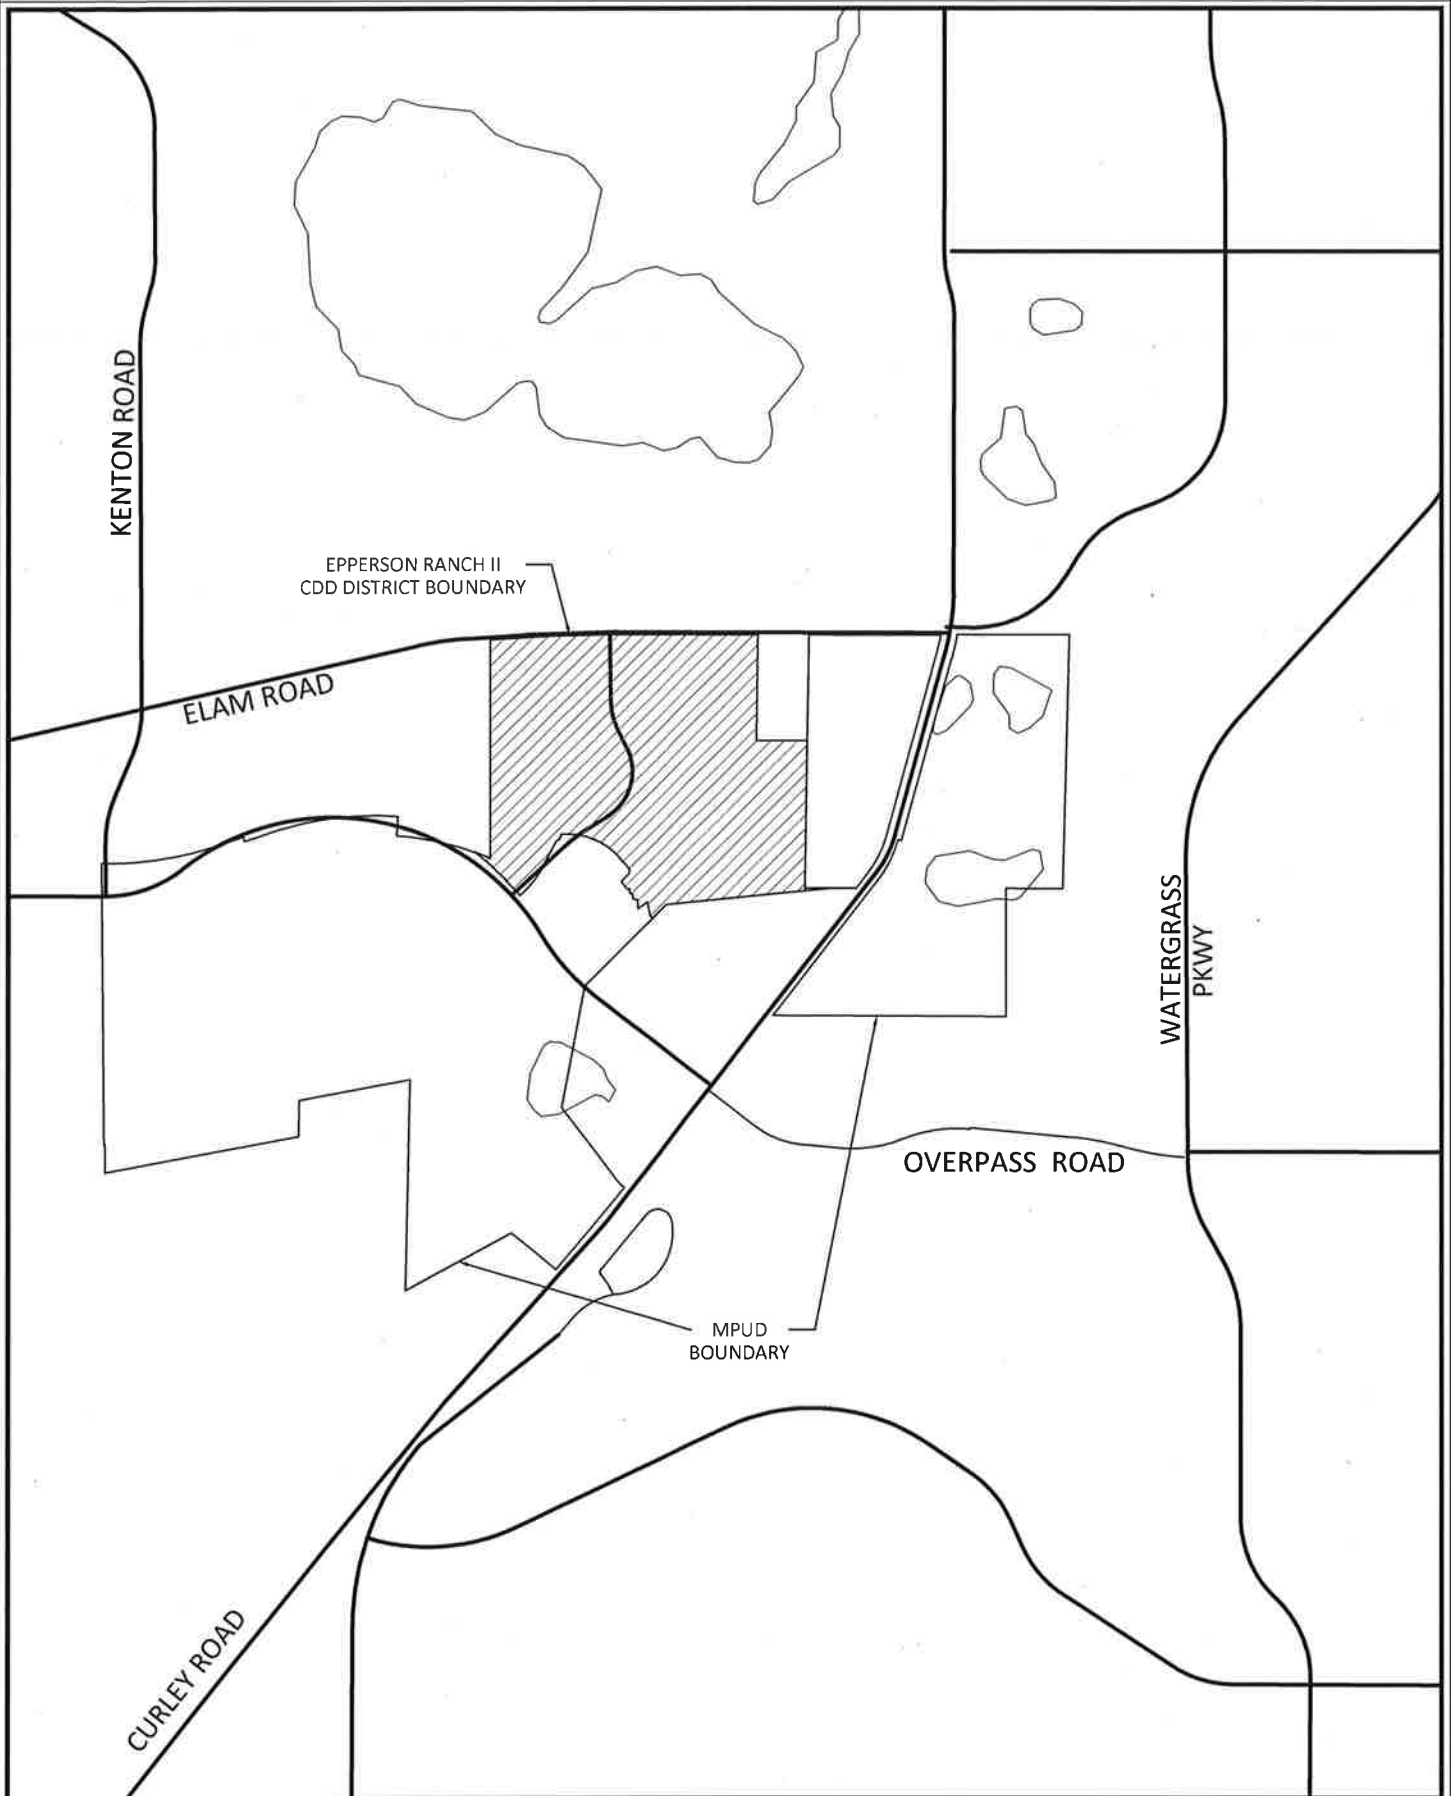 KENTON ROAD
EPPERSON RANCH II
CDD DISTRICT BOUNDARY
ELAM ROAD
WATERGRASS
PKWY
OVERPASS ROAD
MPUD
BOUNDARY
CURLEY ROAD